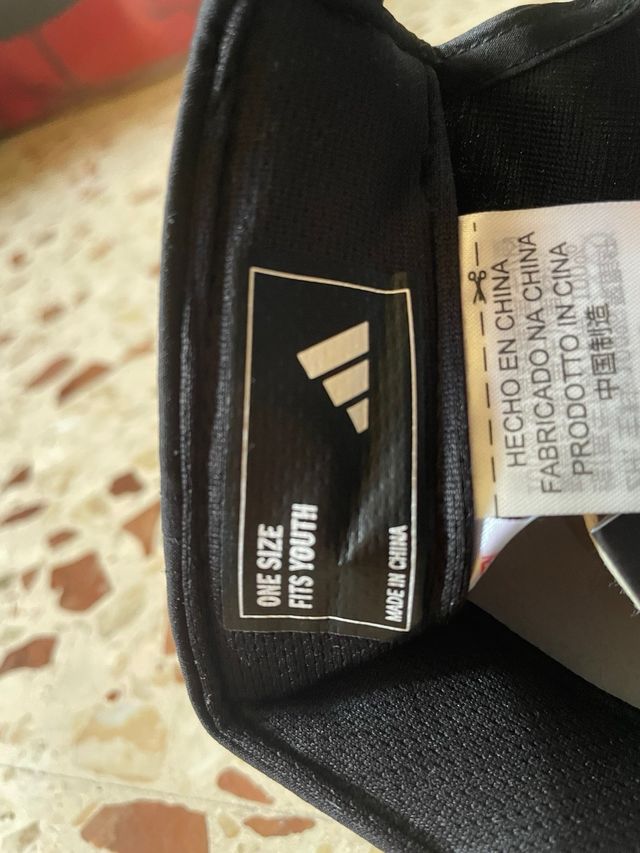 ONE SIZE
FITS YOUTH
MADE IN CHINA
HECHO EN CHINA
FABRICADO NA CHINA
PRODOTTO IN CINA
中国制造